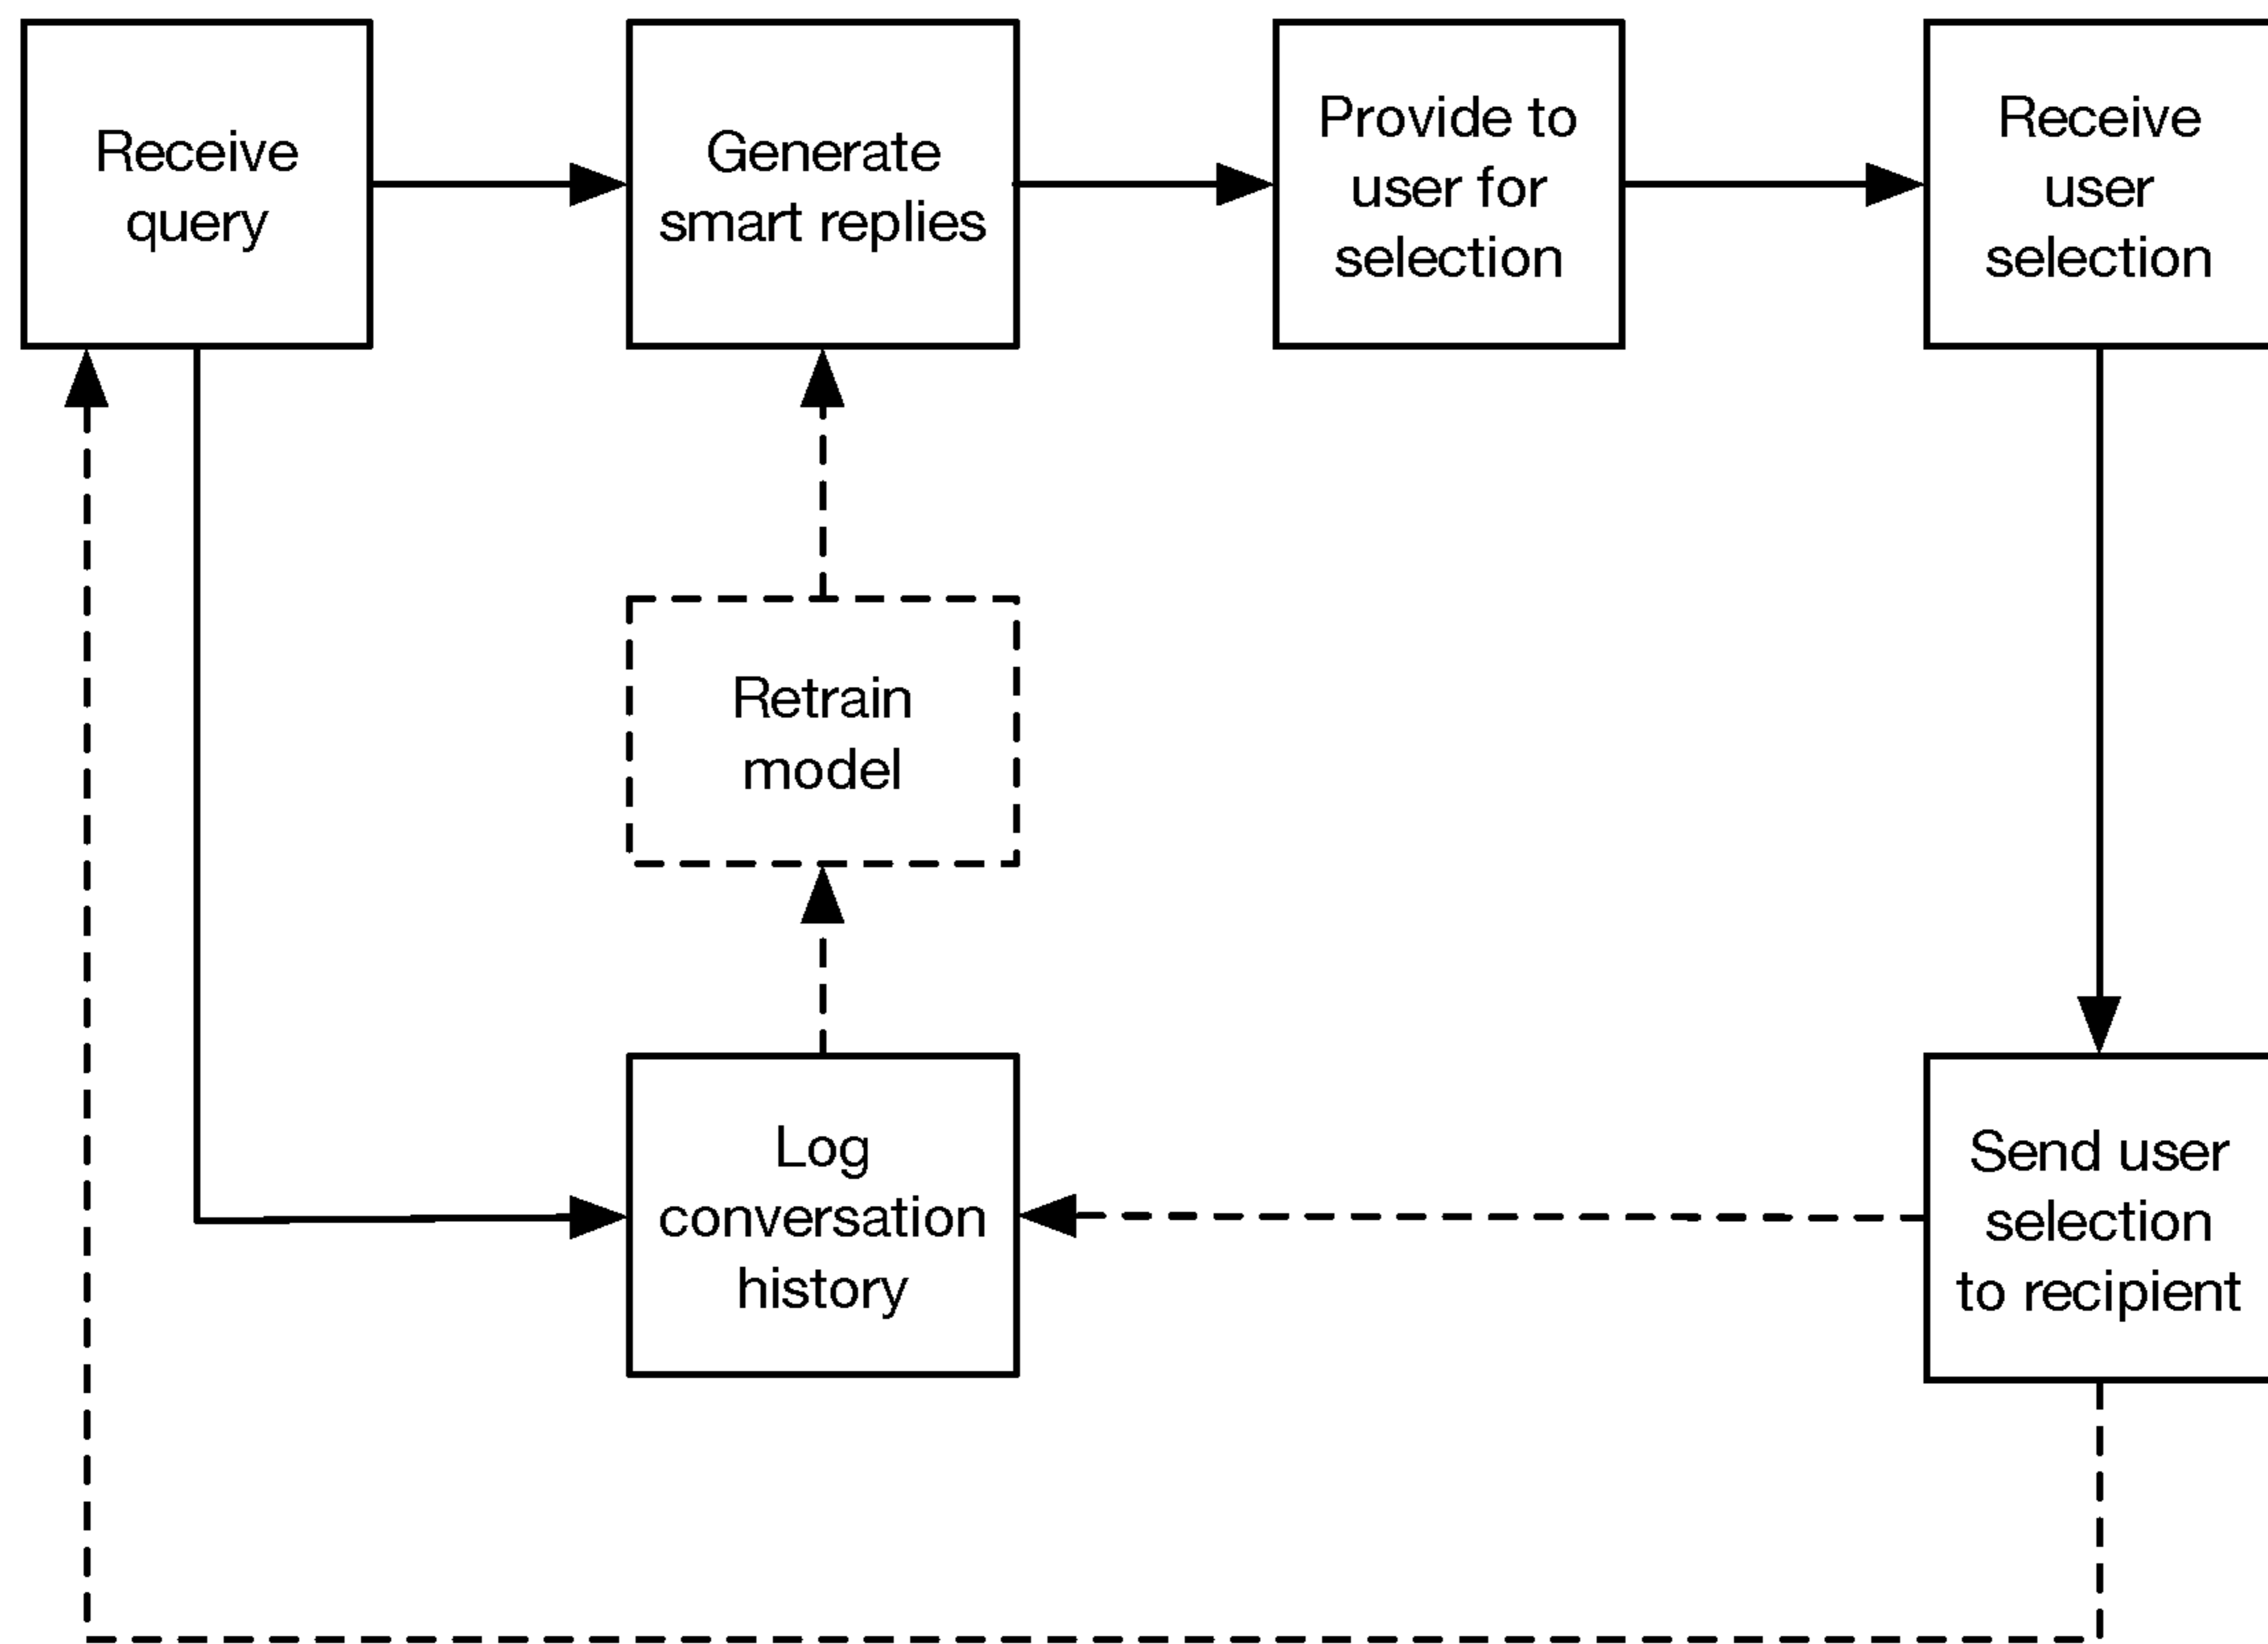 Receive
query
Generate
smart replies
Provide to
user for
selection
Receive
user
selection
Retrain
model
Log
conversation
history
Send user
selection
to recipient